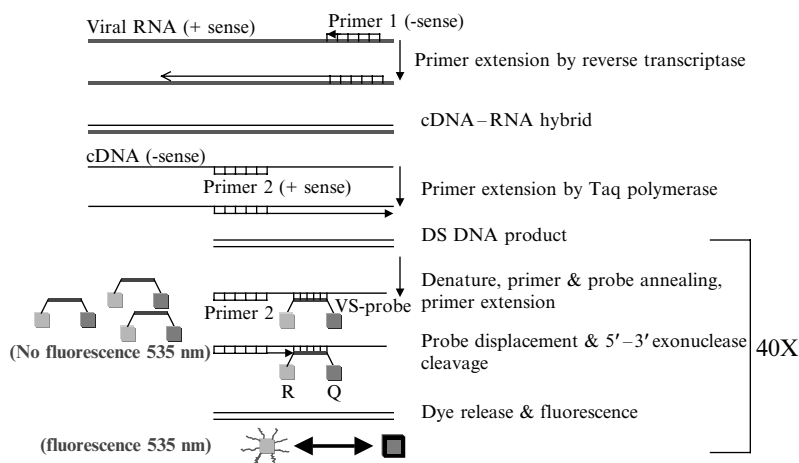 Viral RNA (+ sense)
Primer 1 (-sense)
Primer extension by reverse transcriptase
cDNA–RNA hybrid
cDNA (-sense)
Primer 2 (+ sense)
Primer extension by Taq polymerase
DS DNA product
Denature, primer & probe annealing,
primer extension
Primer 2
VS-probe
(No fluorescence 535 nm)
Probe displacement & 5′–3′ exonuclease
cleavage
40X
R
Q
Dye release & fluorescence
(fluorescence 535 nm)